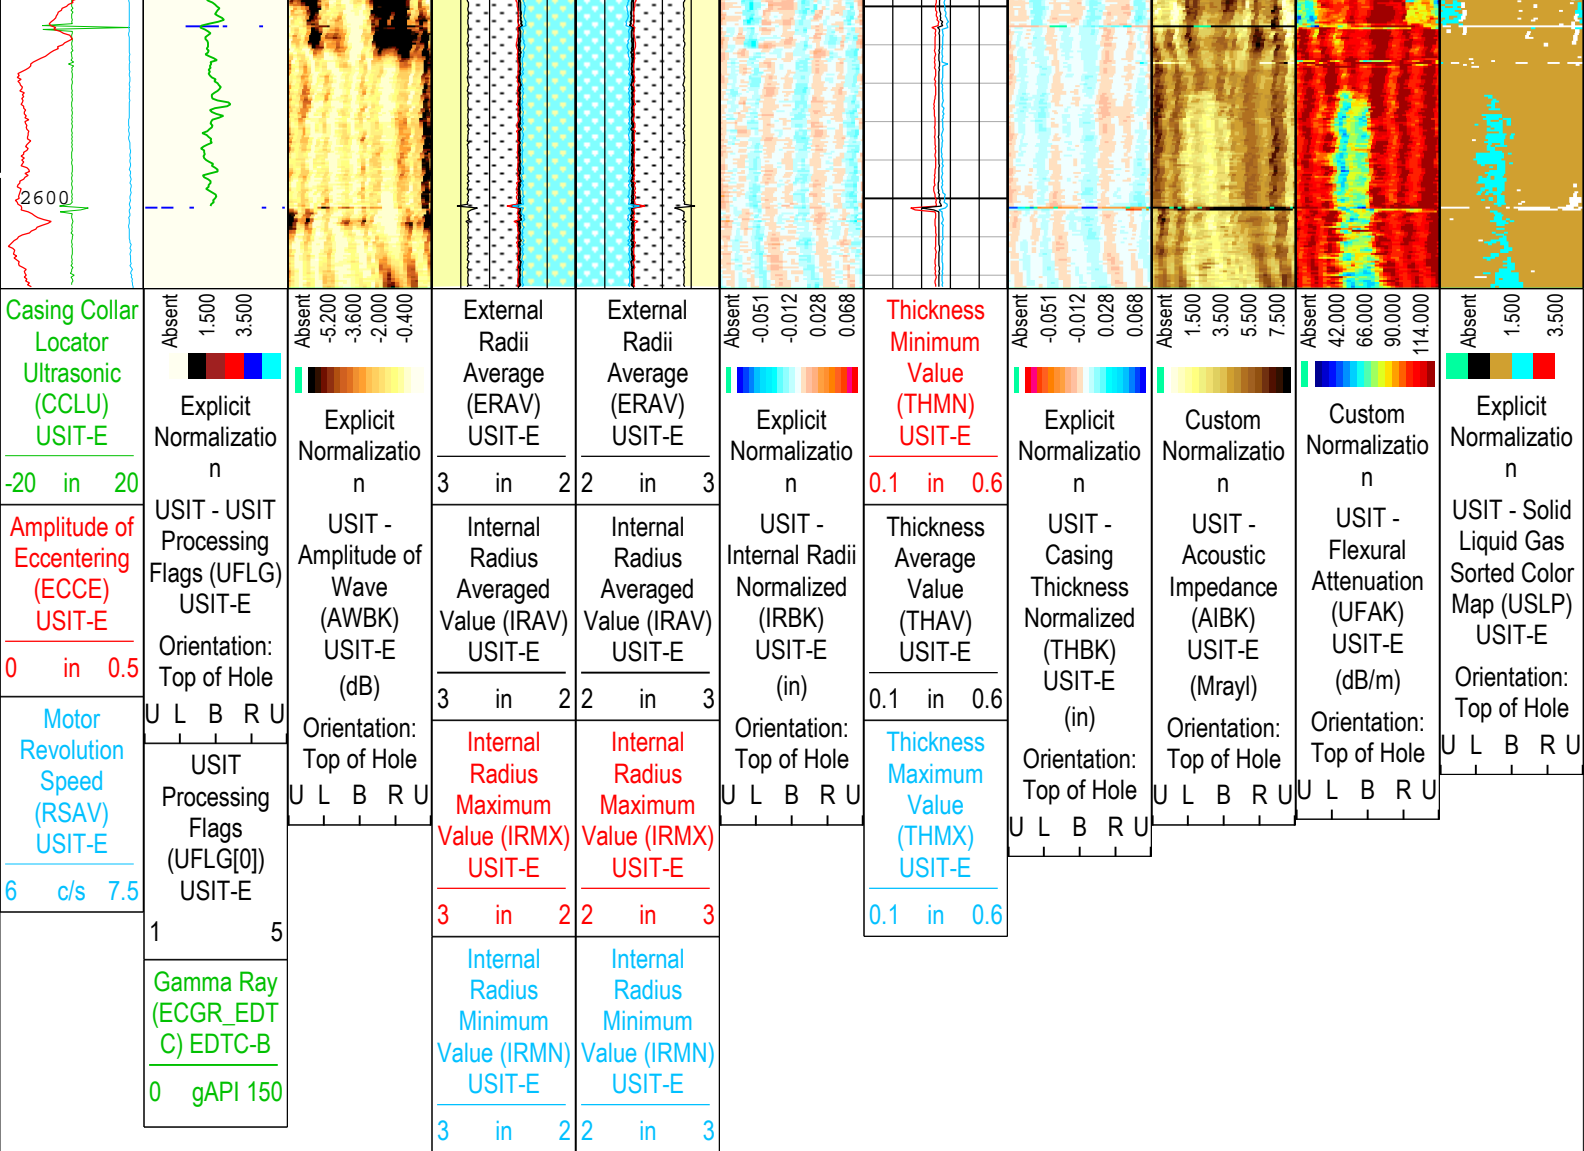 2600
Casing Collar
Locator
Ultrasonic
(CCLU)
USIT-E
-20 in 20
Amplitude of
Eccentering
(ECCE)
USIT-E
0 in 0.5
Motor
Revolution
Speed
(RSAV)
USIT-E
6 c/s 7.5
Absent
1.500
3.500
Explicit
Normalizatio
n
USIT - USIT
Processing
Flags (UFLG)
USIT-E
Orientation:
Top of Hole
U L B R U
USIT
Processing
Flags
(UFLG[0])
USIT-E
1 5
Gamma Ray
(ECGR_EDT
C) EDTC-B
0 gAPI 150
Absent
-5.200
-3.600
-2.000
-0.400
Explicit
Normalizatio
n
USIT -
Amplitude of
Wave
(AWBK)
USIT-E
(dB)
Orientation:
Top of Hole
U L B R U
External
Radii
Average
(ERAV)
USIT-E
3 in 2
Internal
Radius
Averaged
Value (IRAV)
USIT-E
3 in 2
Internal
Radius
Maximum
Value (IRMX)
USIT-E
3 in 2
Internal
Radius
Minimum
Value (IRMN)
USIT-E
3 in 2
External
Radii
Average
(ERAV)
USIT-E
2 in 3
Internal
Radius
Averaged
Value (IRAV)
USIT-E
2 in 3
Internal
Radius
Maximum
Value (IRMX)
USIT-E
2 in 3
Internal
Radius
Minimum
Value (IRMN)
USIT-E
2 in 3
Absent
-0.051
-0.012
0.028
0.068
Explicit
Normalizatio
n
USIT -
Internal Radii
Normalized
(IRBK)
USIT-E
(in)
Orientation:
Top of Hole
U L B R U
Thickness
Minimum
Value
(THMN)
USIT-E
0.1 in 0.6
Thickness
Average
Value
(THAV)
USIT-E
0.1 in 0.6
Thickness
Maximum
Value
(THMX)
USIT-E
0.1 in 0.6
Absent
-0.051
-0.012
0.028
0.068
Explicit
Normalizatio
n
USIT -
Casing
Thickness
Normalized
(THBK)
USIT-E
(in)
Orientation:
Top of Hole
U L B R U
Absent
1.500
3.500
5.500
7.500
Custom
Normalizatio
n
USIT -
Acoustic
Impedance
(AIBK)
USIT-E
(Mrayl)
Orientation:
Top of Hole
U L B R U
Absent
42.000
66.000
90.000
114.000
Custom
Normalizatio
n
USIT -
Flexural
Attenuation
(UFAK)
USIT-E
(dB/m)
Orientation:
Top of Hole
U L B R U
Absent
1.500
3.500
Explicit
Normalizatio
n
USIT - Solid
Liquid Gas
Sorted Color
Map (USLP)
USIT-E
Orientation:
Top of Hole
U L B R U